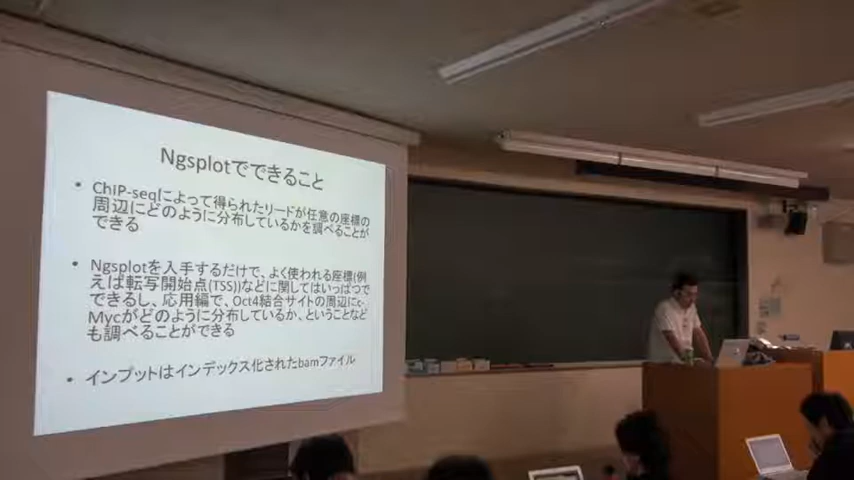 Ngsplotでできること
• ChIP-seqによって得られたリードが任意の座標の
周辺にどのように分布しているかを調べることが
できる
• Ngsplotを入手するだけで、よく使われる座標(例
えば転写開始点(TSS))などに関してはいっぱつで
できるし、応用編で、Oct4結合サイトの周辺にc-
Mycがどのように分布しているか、ということなど
も調べることができる
• インプットはインデックス化されたbamファイル